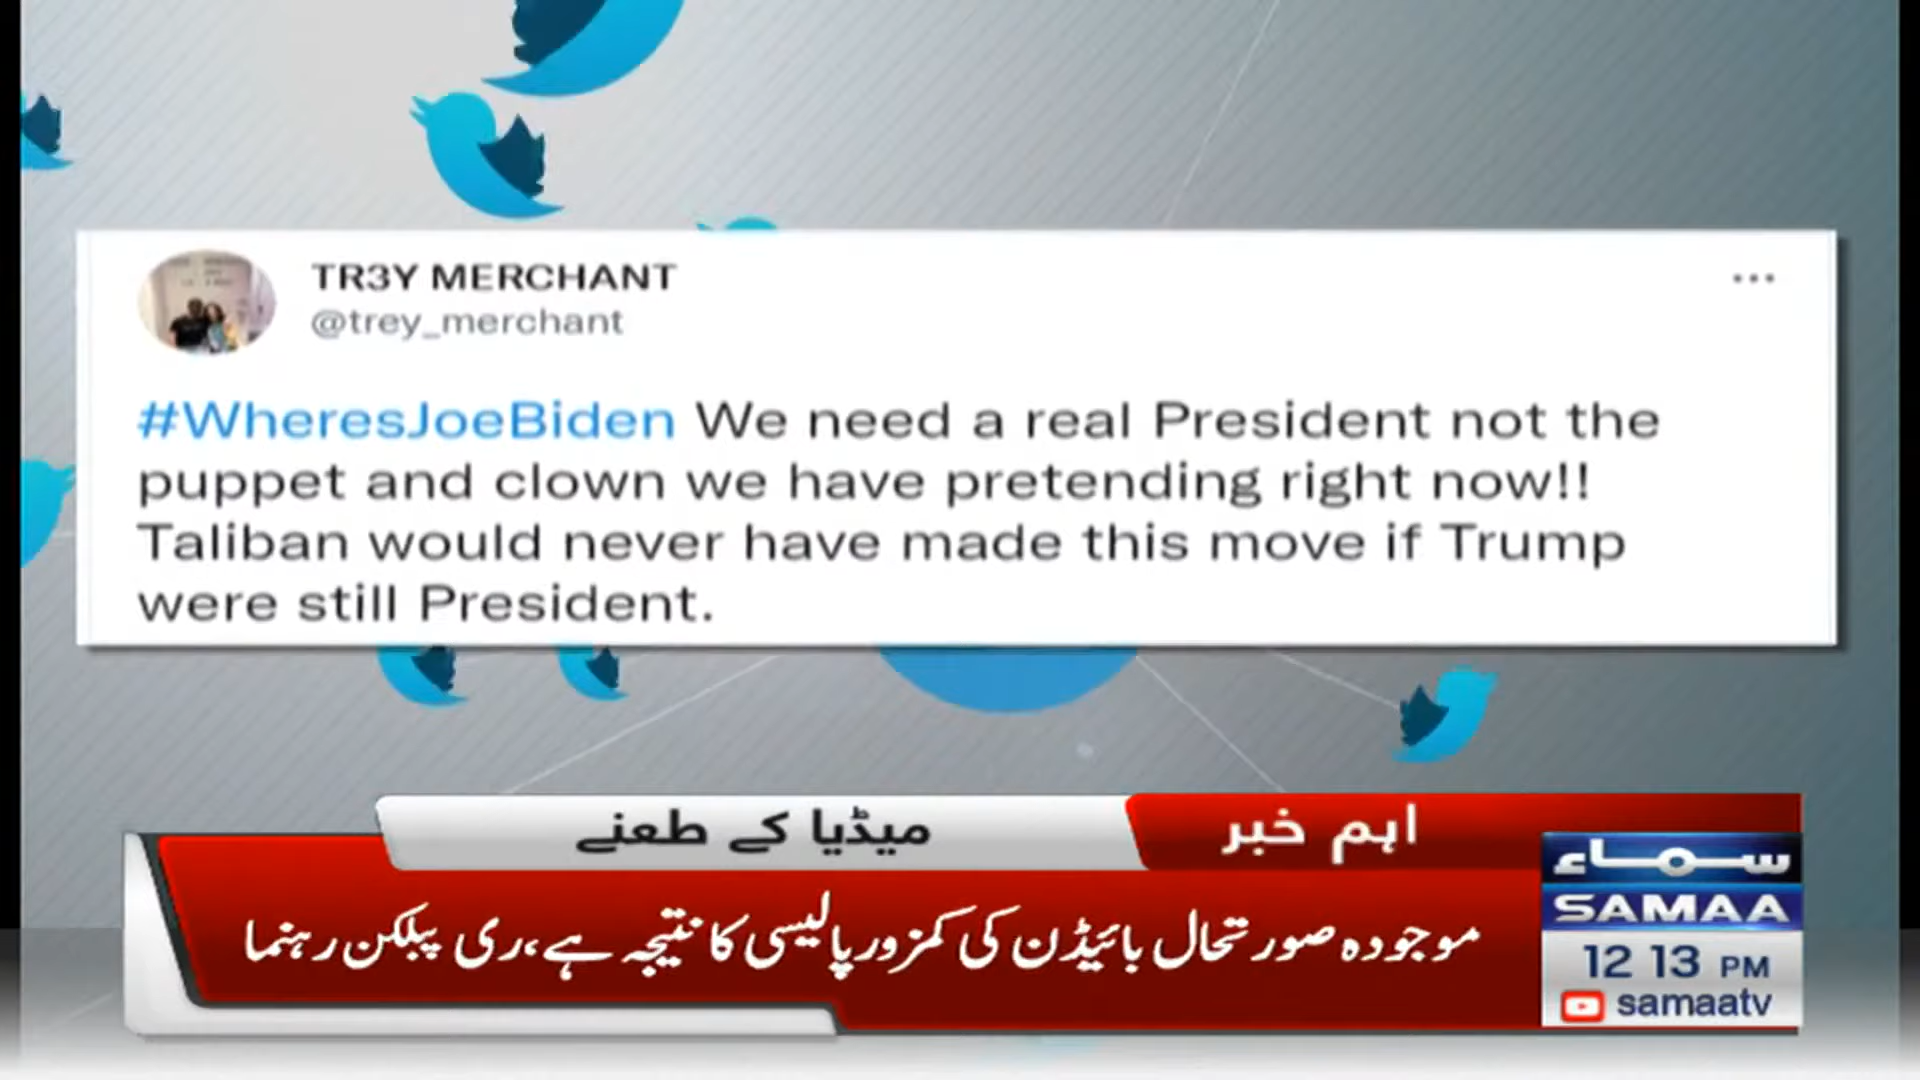 TR3Y MERCHANT
@trey_merchant
#WheresJoeBiden We need a real President not the
puppet and clown we have pretending right now!!
Taliban would never have made this move if Trump
were still President.
اہم خبر
میڈیا کے طعنے
موجودہ صورتحال بائیڈن کی کمزور پالیسی کا نتیجہ ہے، ری پبلکن رہنما
سماء
SAMAA
12 13 PM
samaatv